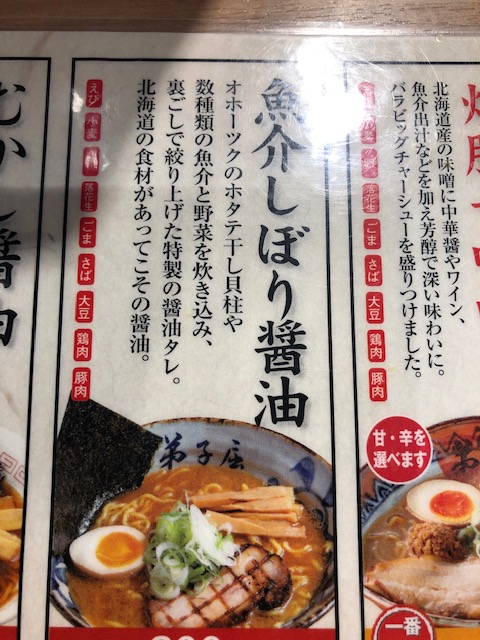 北海道産の味噌に中華醤やワイン、
魚介出汁などを加え芳醇で深い味わいに。
バラビッグチャーシューを盛りつけました。
ごま
さば
大豆
鶏肉
豚肉
甘・辛を
選べます
一番
魚介しぼり醤油
オホーツクのホタテ干し貝柱や
数種類の魚介と野菜を炊き込み、
裏ごしで絞り上げた特製の醤油タレ。
北海道の食材があってこその醤油。
えび
小麦
落花生
ごま
さば
大豆
鶏肉
豚肉
弟子屈
醤油